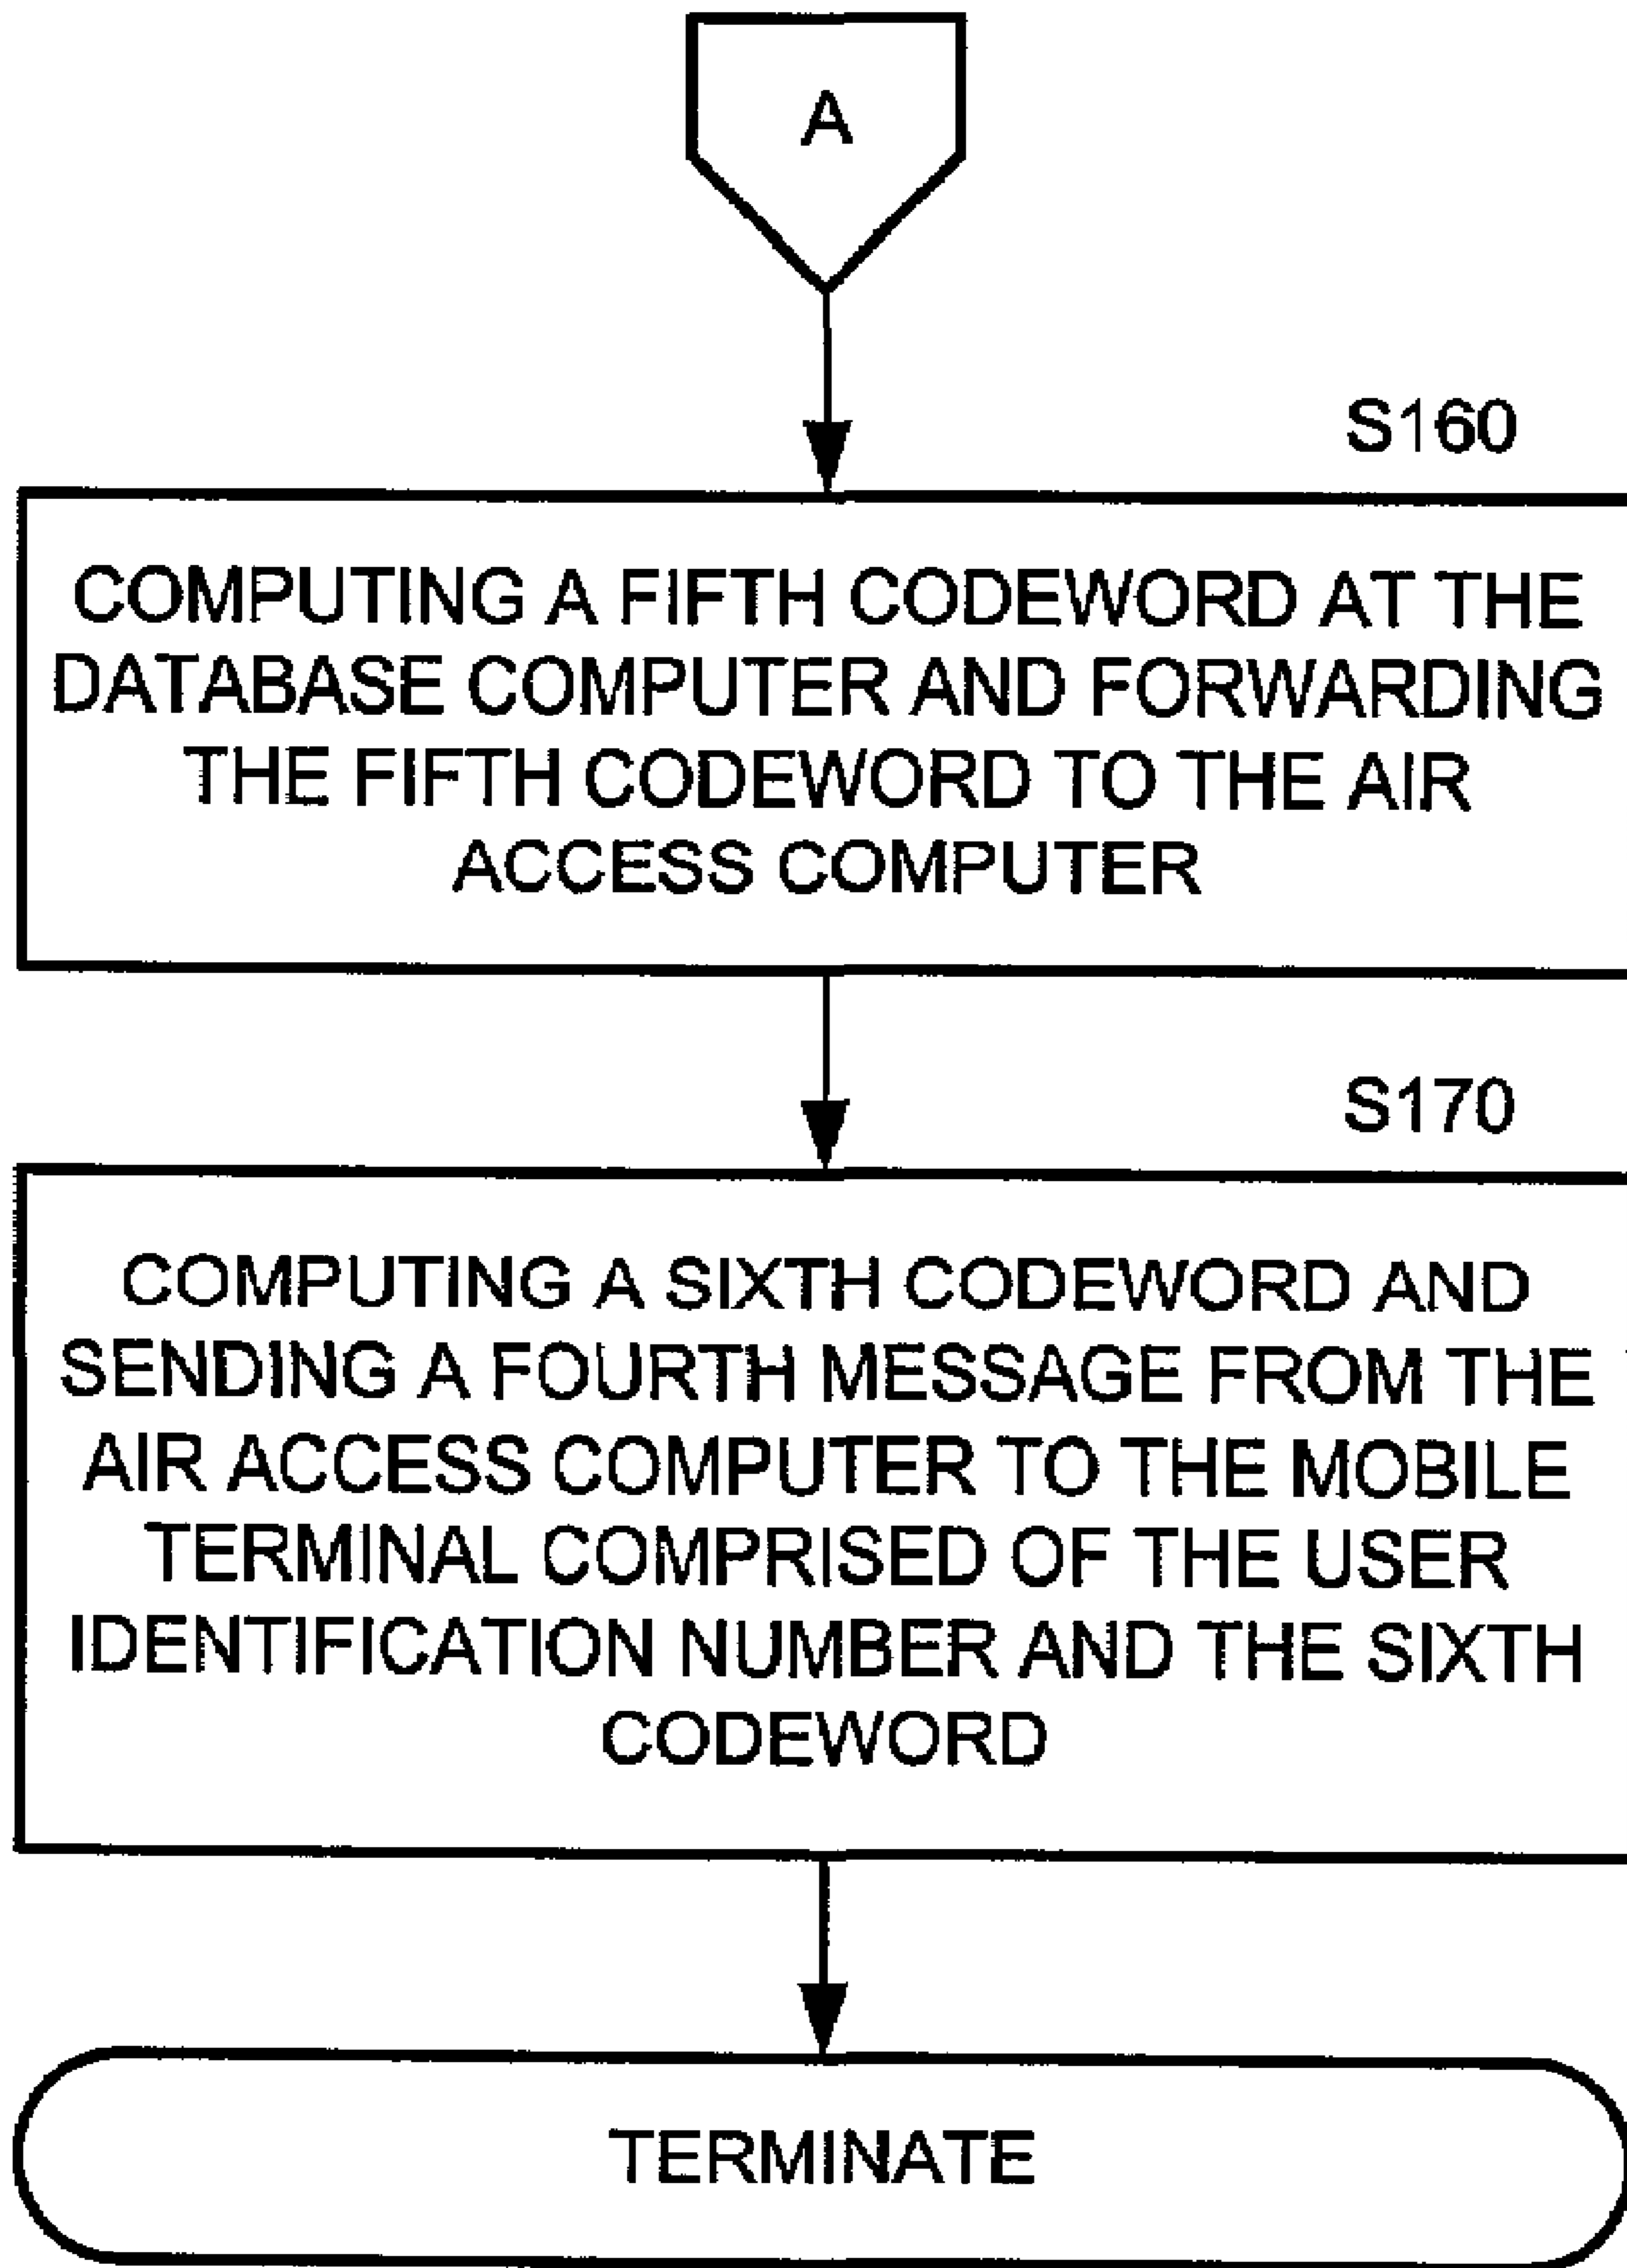 A
S160
COMPUTING A FIFTH CODEWORD AT THE
DATABASE COMPUTER AND FORWARDING
THE FIFTH CODEWORD TO THE AIR
ACCESS COMPUTER
S170
COMPUTING A SIXTH CODEWORD AND
SENDING A FOURTH MESSAGE FROM THE
AIR ACCESS COMPUTER TO THE MOBILE
TERMINAL COMPRISED OF THE USER
IDENTIFICATION NUMBER AND THE SIXTH
CODEWORD
TERMINATE